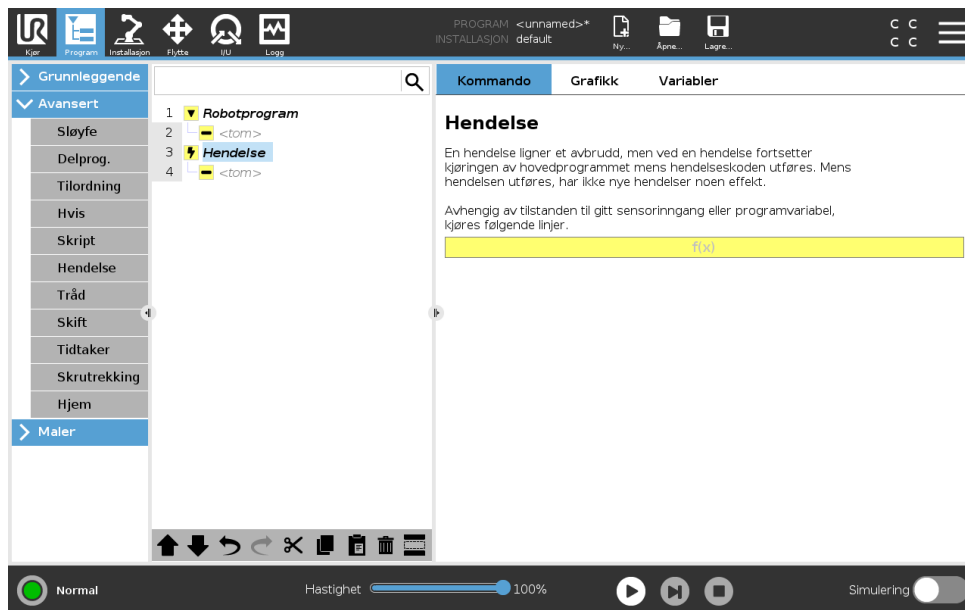 PROGRAM <unnamed>*
INSTALLASJON default
Kjør
Program
Installasjon
Flytte
I/U
Logg
Ny...
Åpne...
Lagre...
C C
C C
Grunnleggende
Avansert
Sløyfe
Delprog.
Tilordning
Hvis
Skript
Hendelse
Tråd
Skift
Tidtaker
Skrutrekking
Hjem
Maler
1 Robotprogram
2 <tom>
3 Hendelse
4 <tom>
Kommando Grafikk Variabler
Hendelse
En hendelse ligner et avbrudd, men ved en hendelse fortsetter
kjøringen av hovedprogrammet mens hendelseskoden utføres. Mens
hendelsen utføres, har ikke nye hendelser noen effekt.
Avhengig av tilstanden til gitt sensorinngang eller programvariabel,
kjøres følgende linjer.
f(x)
Normal
Hastighet 100%
Simulering